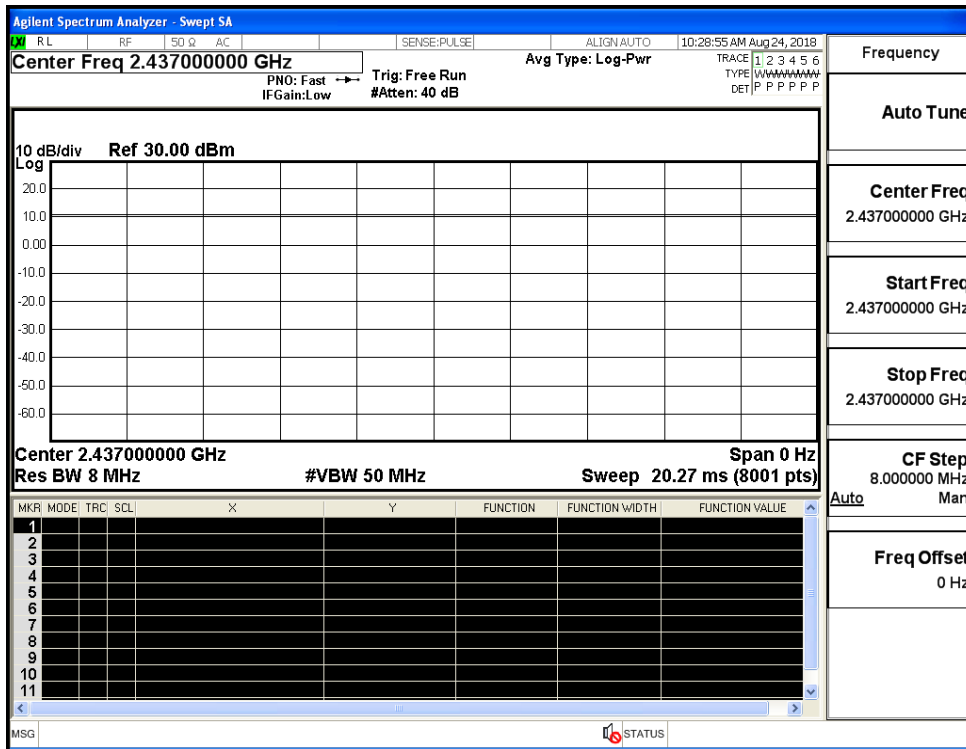 Agilent Spectrum Analyzer - Swept SA
LXI RL RF 50 Ω AC SENSE:PULSE ALIGN AUTO 10:28:55 AM Aug 24, 2018
Center Freq 2.437000000 GHz
PNO: Fast
IFGain:Low
Trig: Free Run
#Atten: 40 dB
Avg Type: Log-Pwr
TRACE 1 2 3 4 5 6
TYPE WWWWWW
DET P P P P P P
10 dB/div Ref 30.00 dBm
Log
20.0
10.0
0.00
-10.0
-20.0
-30.0
-40.0
-50.0
-60.0
Center 2.437000000 GHz Span 0 Hz
Res BW 8 MHz #VBW 50 MHz Sweep 20.27 ms (8001 pts)
MKR MODE TRC SCL X Y FUNCTION FUNCTION WIDTH FUNCTION VALUE
1
2
3
4
5
6
7
8
9
10
11
MSG STATUS
Frequency
Auto Tune
Center Freq
2.437000000 GHz
Start Freq
2.437000000 GHz
Stop Freq
2.437000000 GHz
CF Step
8.000000 MHz
Auto Man
Freq Offset
0 Hz